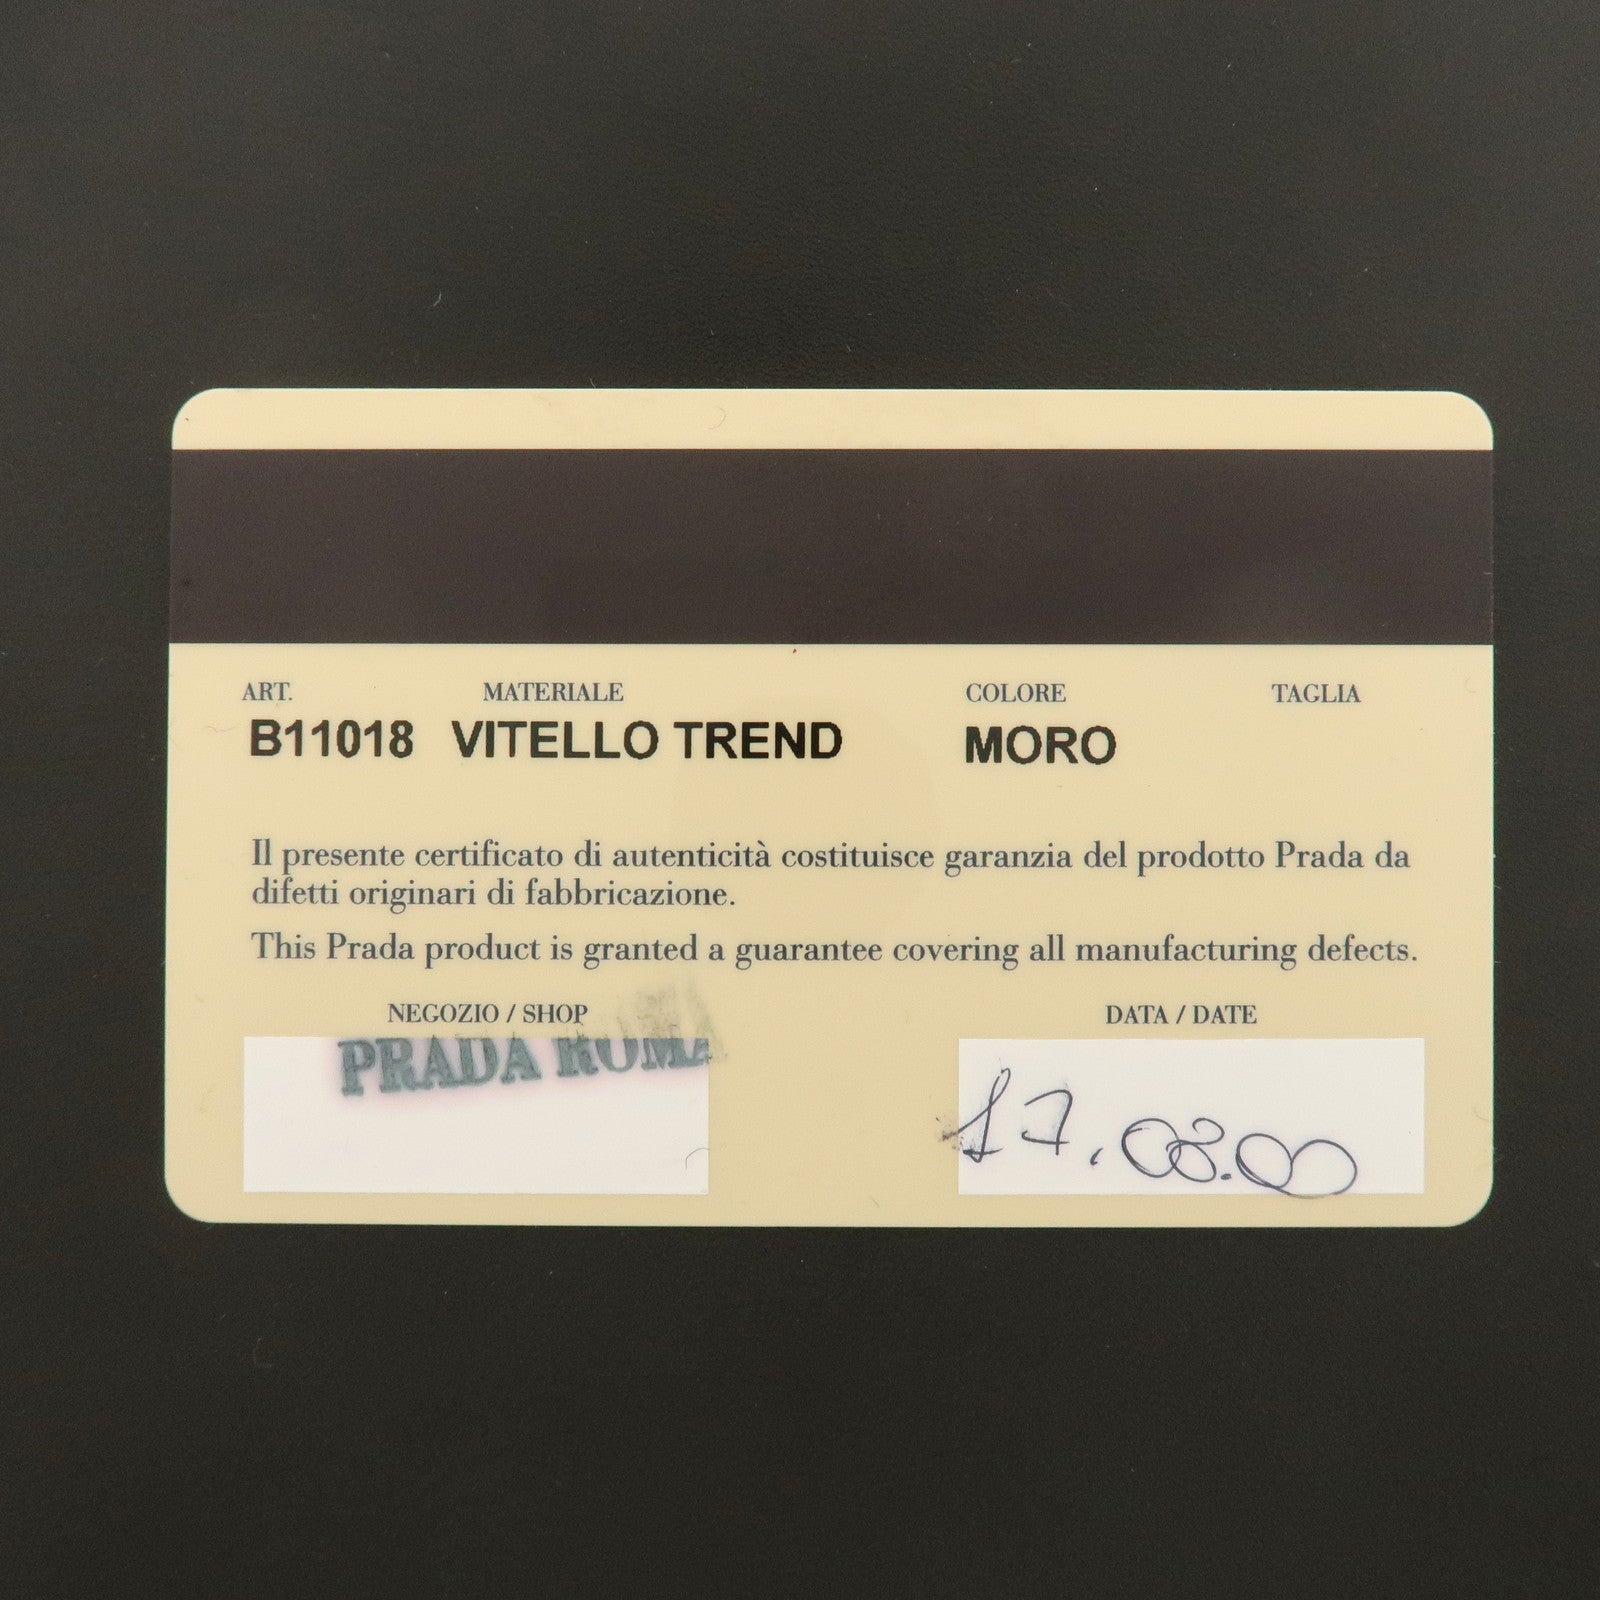 ART. MATERIALE COLORE TAGLIA
B11018 VITELLO TREND MORO
Il presente certificato di autenticità costituisce garanzia del prodotto Prada da
difetti originari di fabbricazione.
This Prada product is granted a guarantee covering all manufacturing defects.
NEGOZIO / SHOP DATA / DATE
PRADA ROMA 17.08.00